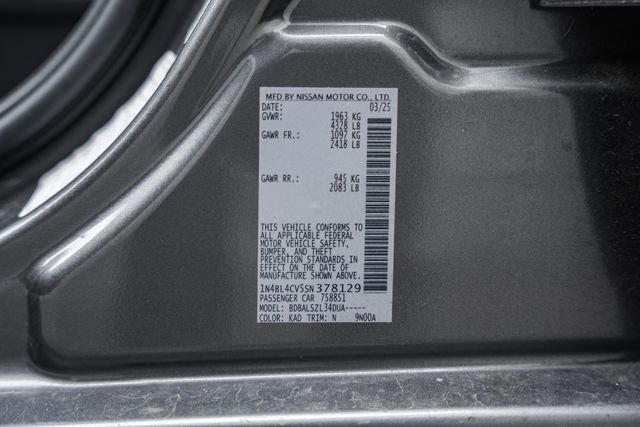 MFD BY NISSAN MOTOR CO., LTD.
DATE: 03/25
GVWR: 1963 KG
4328 LB
GAWR FR.: 1097 KG
2418 LB
GAWR RR.: 945 KG
2083 LB
THIS VEHICLE CONFORMS TO
ALL APPLICABLE FEDERAL
MOTOR VEHICLE SAFETY,
BUMPER, AND THEFT
PREVENTION STANDARDS IN
EFFECT ON THE DATE OF
MANUFACTURE SHOWN ABOVE.
1N4BL4CV5SN378129
PASSENGER CAR 758851
MODEL: BDBALSZL34DUA-----
COLOR: KAD TRIM: N 9N00A